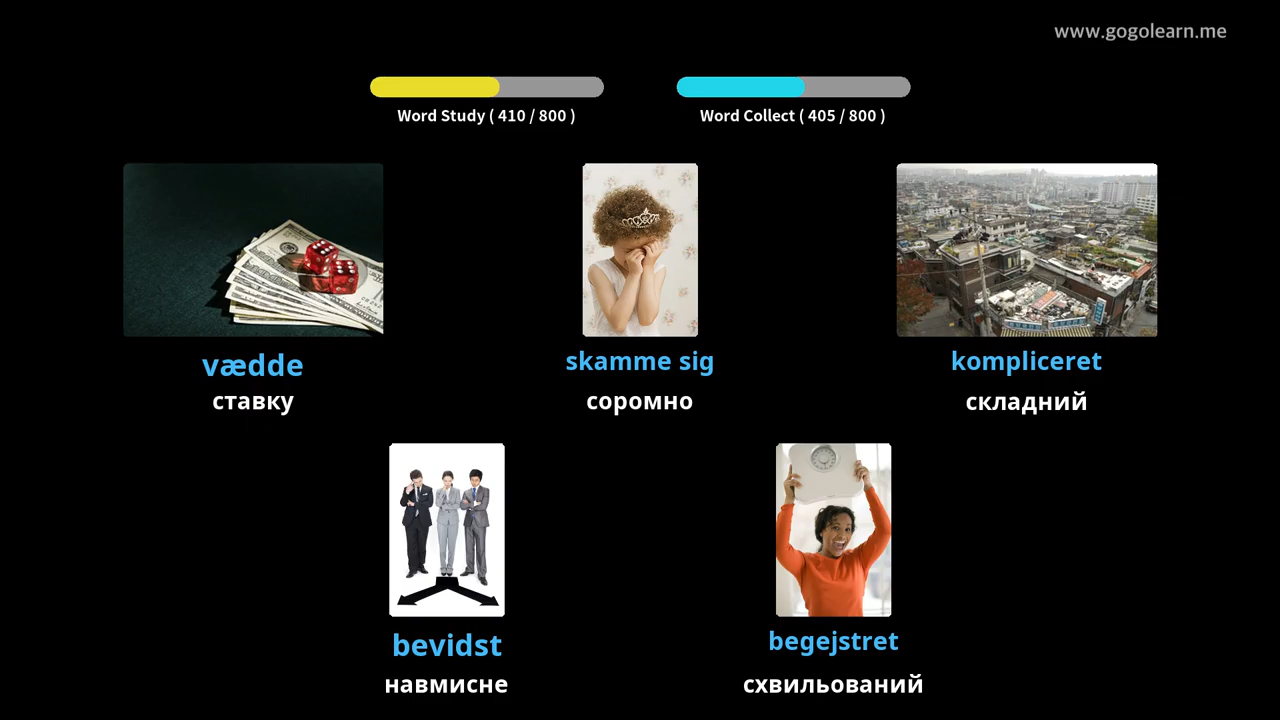 www.gogolearn.me
Word Study ( 410 / 800 )
Word Collect ( 405 / 800 )
vædde
ставку
skamme sig
соромно
kompliceret
складний
bevidst
навмисне
begejstret
схвильований